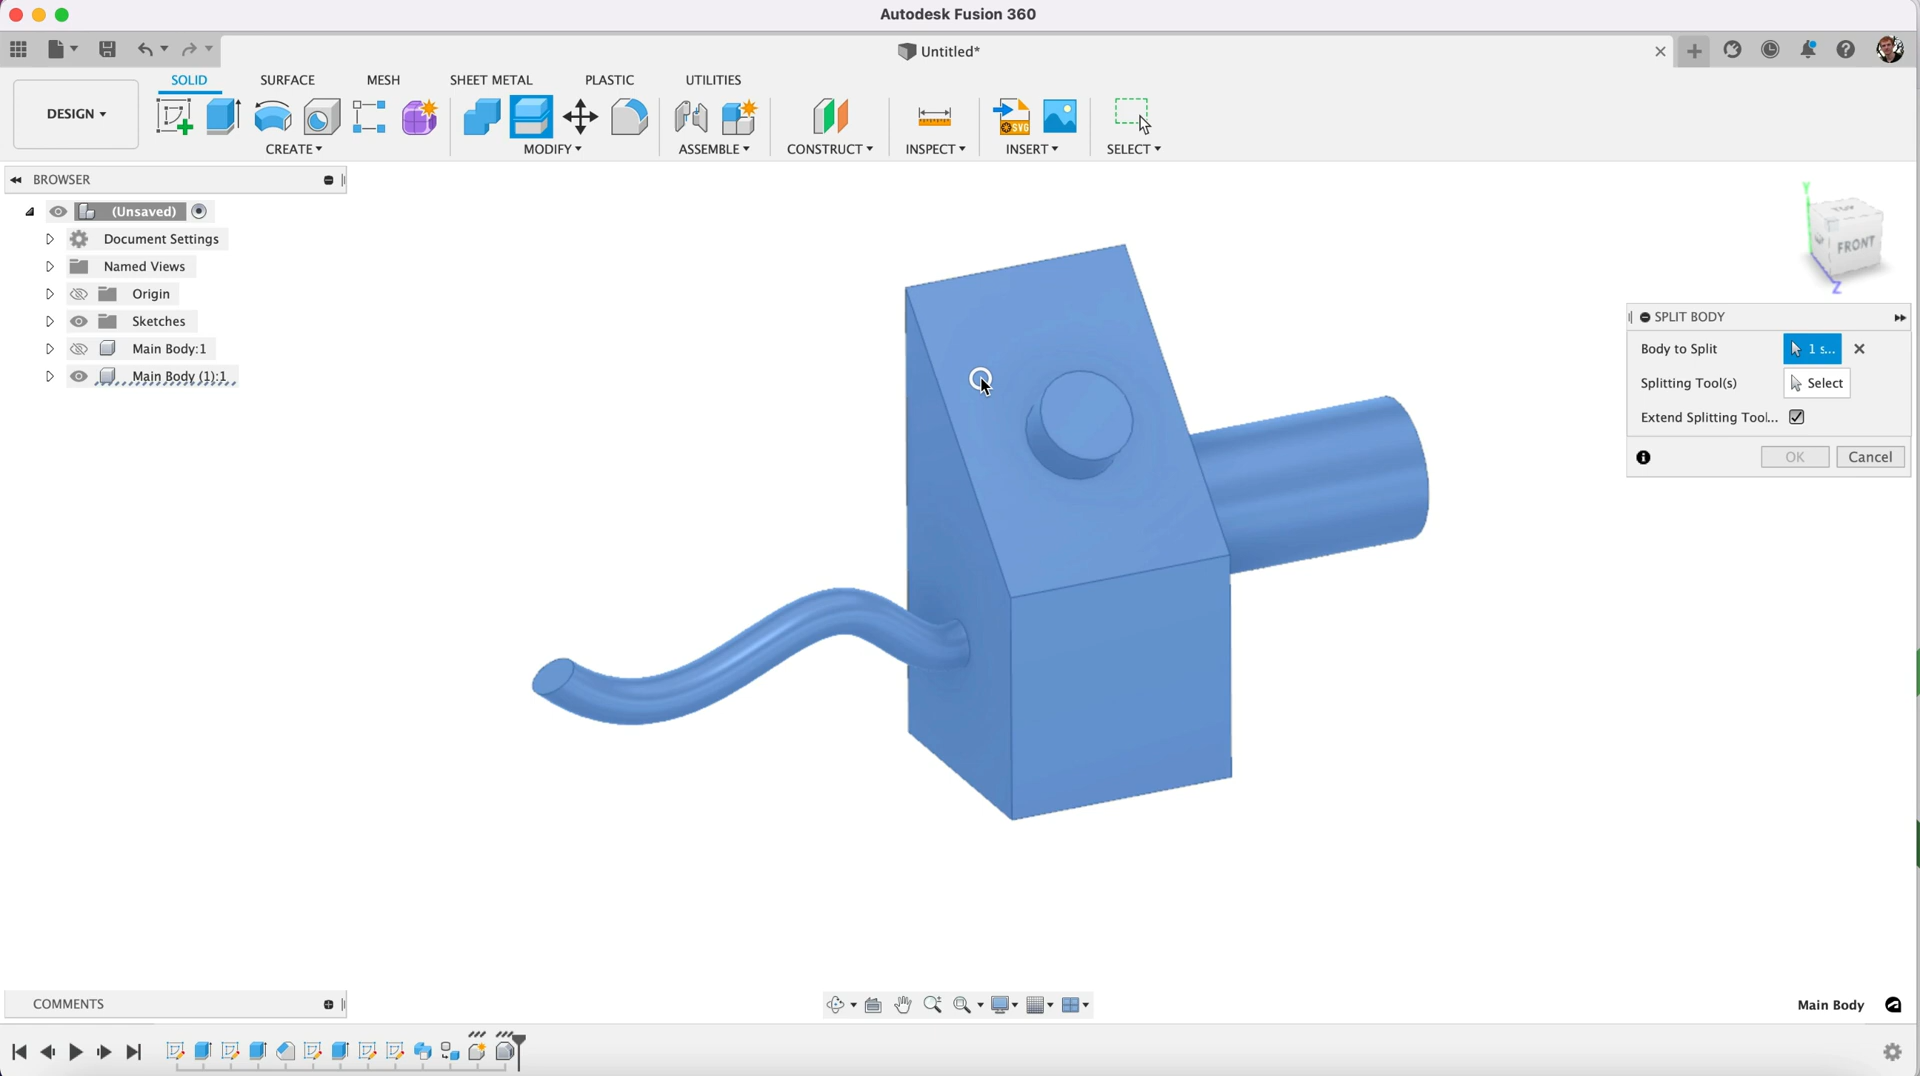 Autodesk Fusion 360
Untitled*
SOLID
SURFACE
MESH
SHEET METAL
PLASTIC
UTILITIES
DESIGN
CREATE
MODIFY
ASSEMBLE
CONSTRUCT
INSPECT
INSERT
SELECT
SVG
BROWSER
(Unsaved)
Document Settings
Named Views
Origin
Sketches
Main Body:1
Main Body (1):1
Y
TOP
FRONT
Z
SPLIT BODY
Body to Split
1 s...
Splitting Tool(s)
Select
Extend Splitting Tool...
OK
Cancel
COMMENTS
Main Body